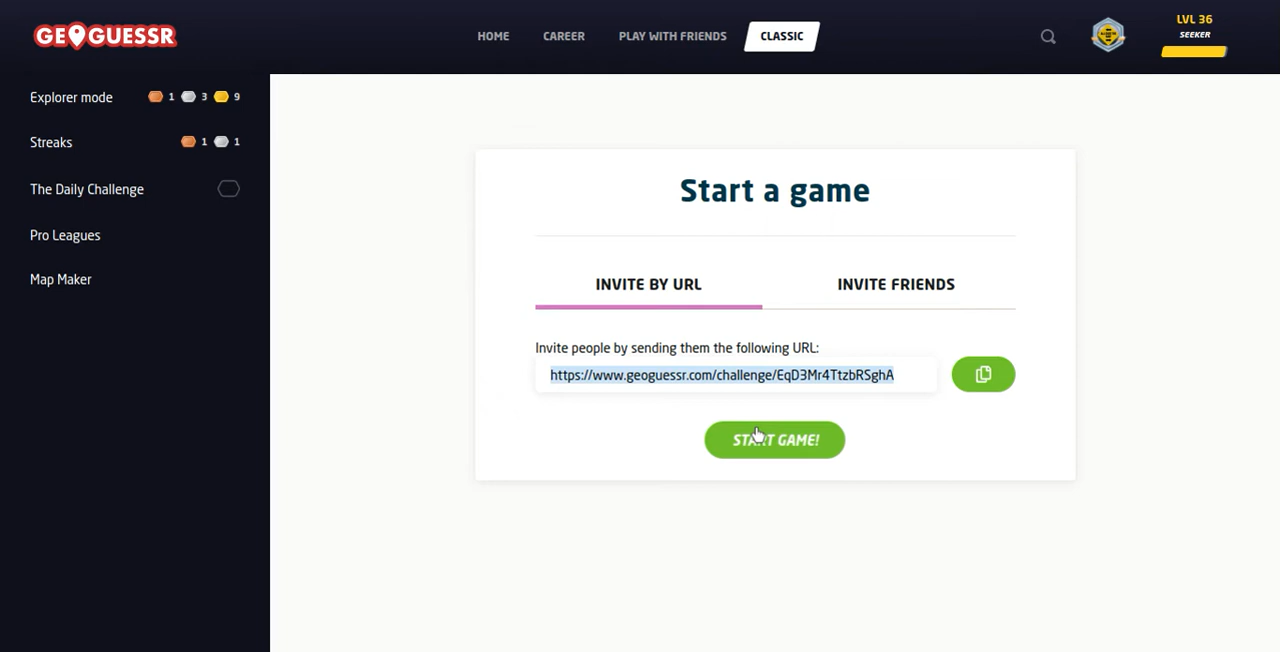 GEOGUESSR
HOME CAREER PLAY WITH FRIENDS CLASSIC
LVL 36
SEEKER
Explorer mode 1 3 9
Streaks 1 1
The Daily Challenge
Pro Leagues
Map Maker
Start a game
INVITE BY URL INVITE FRIENDS
Invite people by sending them the following URL:
https://www.geoguessr.com/challenge/EqD3Mr4TtzbRSghA
START GAME!